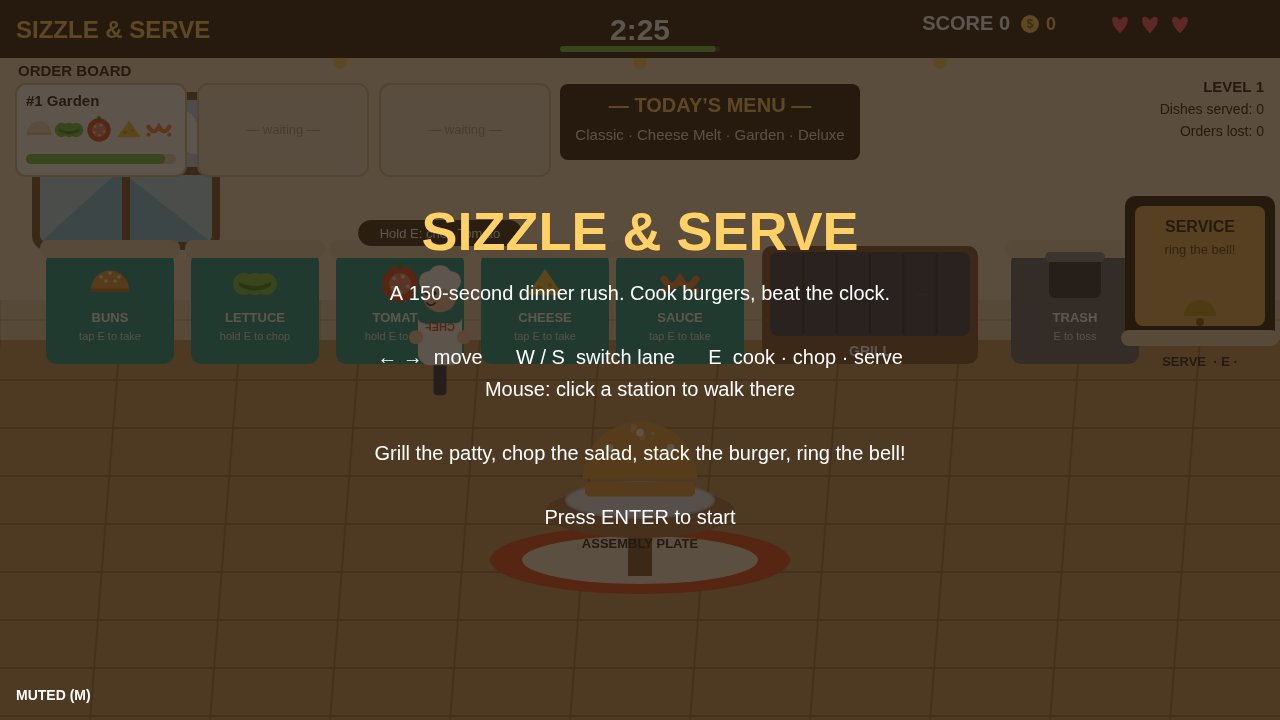 SIZZLE & SERVE
2:25
SCORE 0 $ 0
ORDER BOARD
#1 Garden
— waiting —
— waiting —
— TODAY'S MENU —
Classic · Cheese Melt · Garden · Deluxe
LEVEL 1
Dishes served: 0
Orders lost: 0
SIZZLE & SERVE
Hold E: chop Tomato
SERVICE
ring the bell!
A 150-second dinner rush. Cook burgers, beat the clock.
BUNS
tap E to take
LETTUCE
hold E to chop
TOMAT
hold E to
CHEF
CHEESE
tap E to take
SAUCE
tap E to take
GRILL
TRASH
E to toss
SERVE · E ·
← → move W / S switch lane E cook · chop · serve
Mouse: click a station to walk there
Grill the patty, chop the salad, stack the burger, ring the bell!
Press ENTER to start
ASSEMBLY PLATE
MUTED (M)